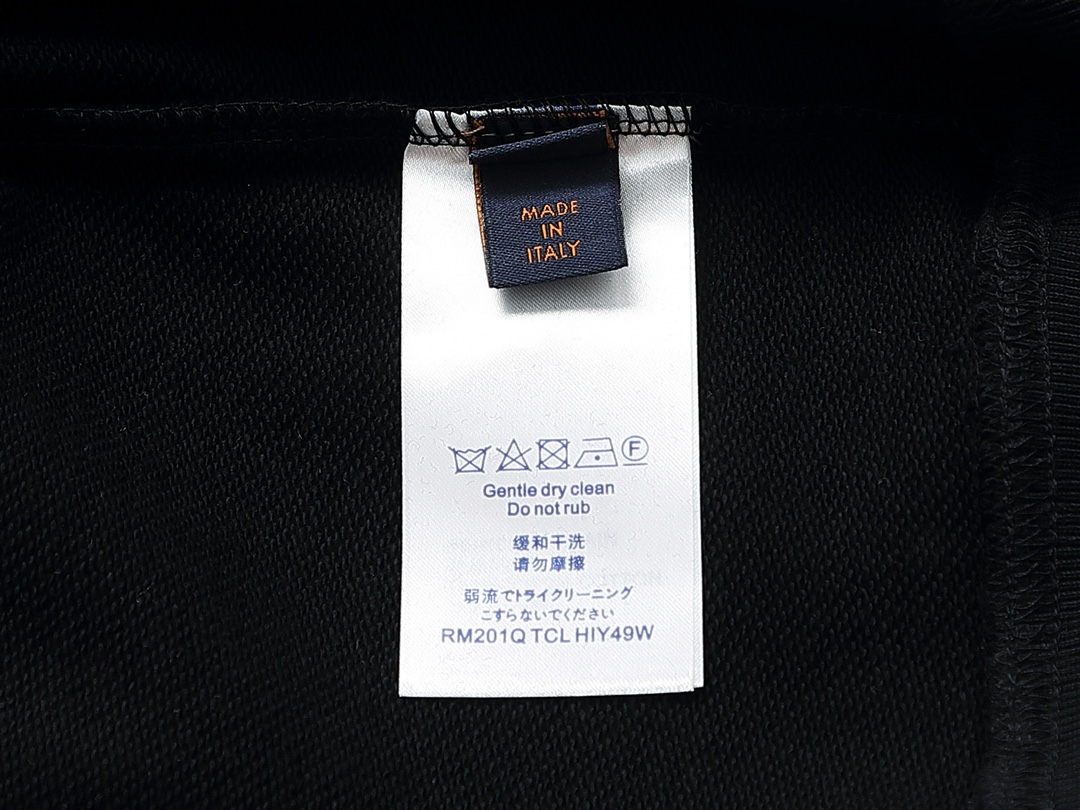 MADE
IN
ITALY
F
Gentle dry clean
Do not rub
缓和干洗
请勿摩擦
弱流でトライクリーニング
こすらないでください
RM201Q TCL HIY49W